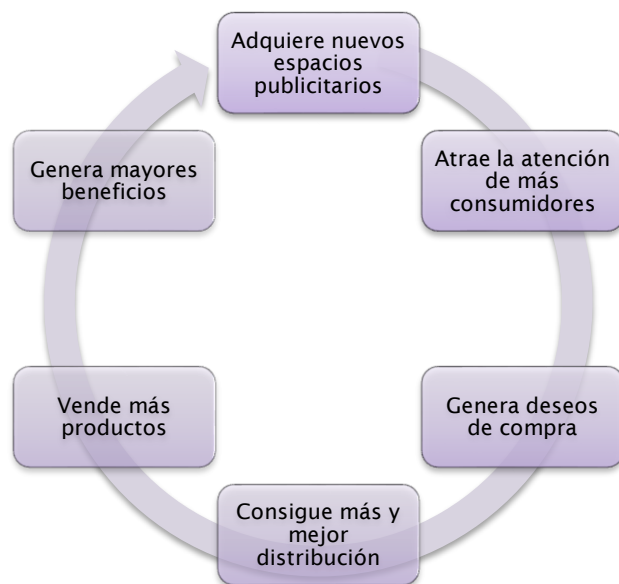 Adquiere nuevos
espacios
publicitarios
Atrae la atención
de más
consumidores
Genera deseos
de compra
Consigue más y
mejor
distribución
Vende más
productos
Genera mayores
beneficios